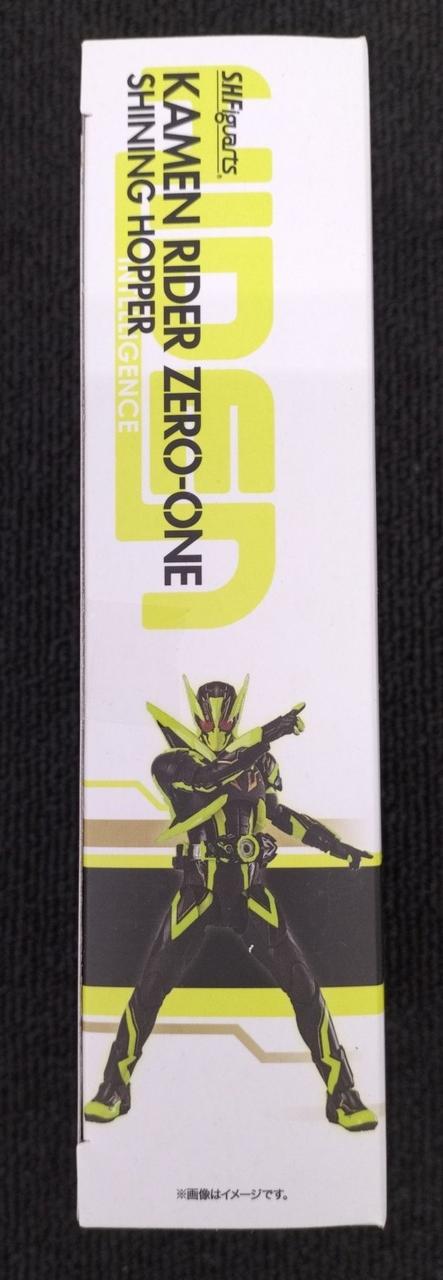 S.H.Figuarts®
KAMEN RIDER ZERO-ONE
SHINING HOPPER
INTELLIGENCE
※画像はイメージです。